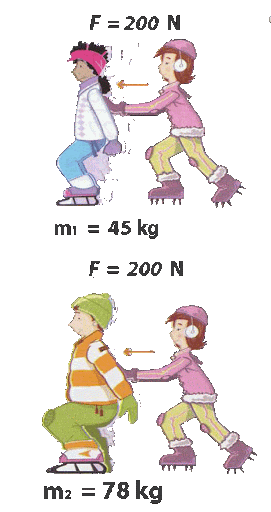 F = 200 N
m₁ = 45 kg
F = 200 N
m₂ = 78 kg